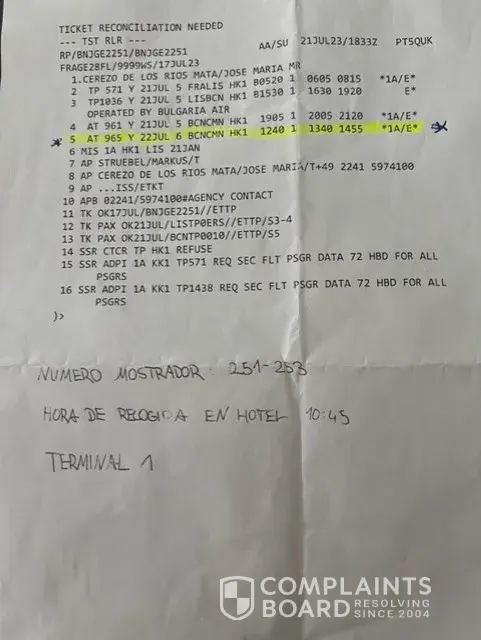 TICKET RECONCILIATION NEEDED
--- TST RLR ---
RP/BNJGE2251/BNJGE2251 AA/SU 21JUL23/1833Z PT5QUK
FRAGE28FL/9999WS/17JUL23
1.CEREZO DE LOS RIOS MATA/JOSE MARIA MR
2 TP 571 Y 21JUL 5 FRALIS HK1 B0520 1 0605 0815 *1A/E*
3 TP1036 Y 21JUL 5 LISBCN HK1 B1530 1 1630 1920 E*
OPERATED BY BULGARIA AIR
4 AT 961 Y 21JUL 5 BCNCMN HK1 1905 1 2005 2120 *1A/E*
5 AT 965 Y 22JUL 6 BCNCMN HK1 1240 1 1340 1455 *1A/E*
6 MIS 1A HK1 LIS 21JAN
7 AP STRUEBEL/MARKUS/T
8 AP CEREZO DE LOS RIOS MATA/JOSE MARIA/T+49 2241 5974100
9 AP ...ISS/ETKT
10 APB 02241/5974100#AGENCY CONTACT
11 TK OK17JUL/BNJGE2251//ETTP
12 TK PAX OK21JUL/LISTP0ERS//ETTP/S3-4
13 TK PAX OK21JUL/BCNTP0010//ETTP/S5
14 SSR CTCR TP HK1 REFUSE
15 SSR ADPI 1A KK1 TP571 REQ SEC FLT PSGR DATA 72 HBD FOR ALL
PSGRS
16 SSR ADPI 1A KK1 TP1438 REQ SEC FLT PSGR DATA 72 HBD FOR ALL
PSGRS
)>
NUMERO MOSTRADOR: 251-253
HORA DE RECOGIDA EN HOTEL 10:45
TERMINAL 1
COMPLAINTS
BOARD RESOLVING
SINCE 2004